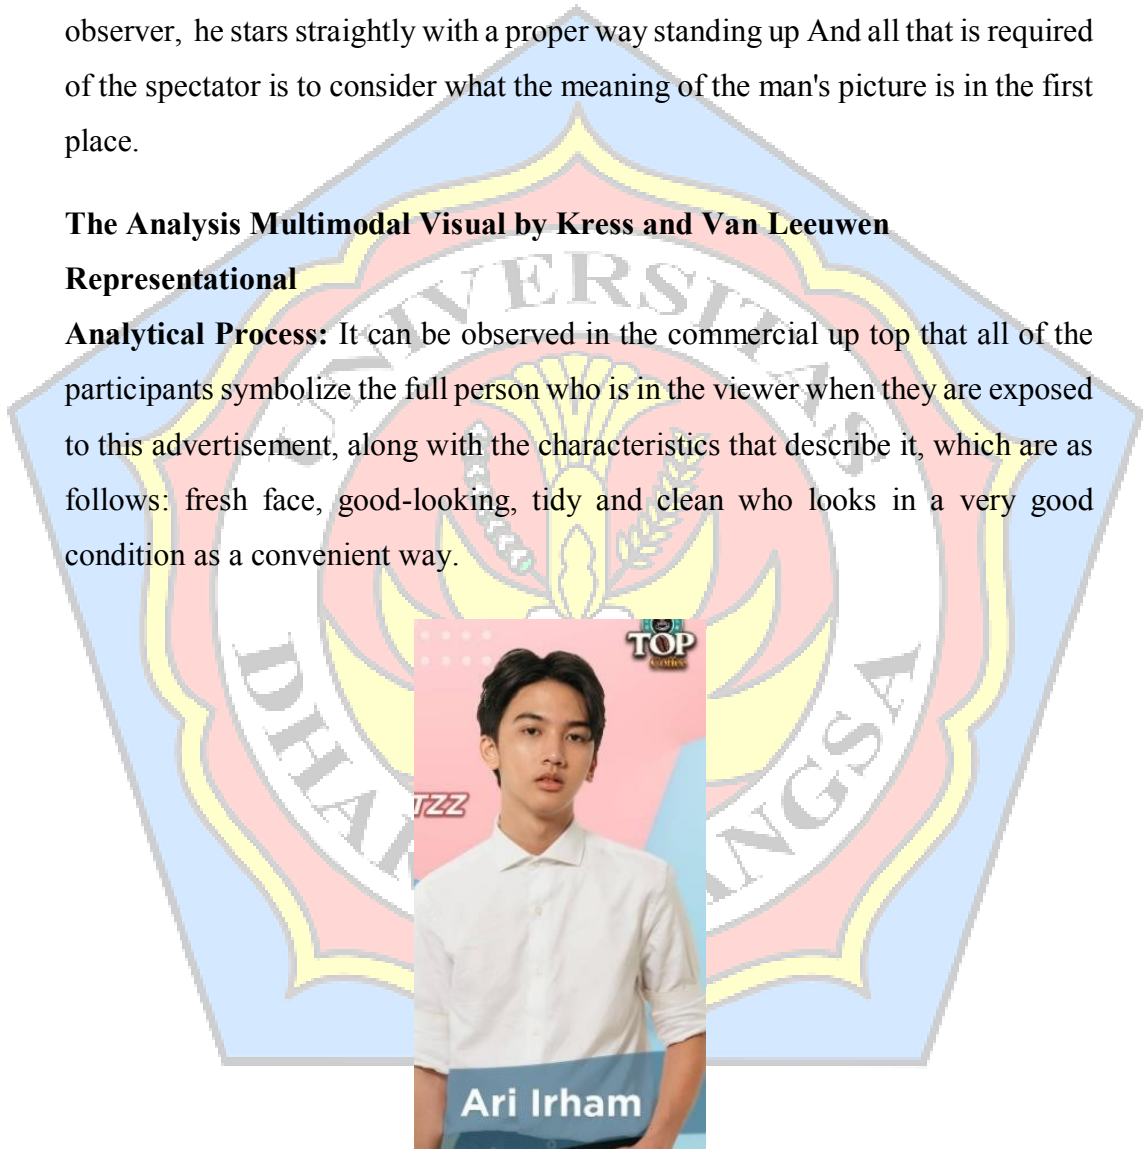 observer, he stars straightly with a proper way standing up And all that is required
of the spectator is to consider what the meaning of the man's picture is in the first
place.
The Analysis Multimodal Visual by Kress and Van Leeuwen
Representational
Analytical Process: It can be observed in the commercial up top that all of the
participants symbolize the full person who is in the viewer when they are exposed
to this advertisement, along with the characteristics that describe it, which are as
follows: fresh face, good-looking, tidy and clean who looks in a very good
condition as a convenient way.
UNIVERSITAS
TOP
Coffee
TZZ
Ari Irham